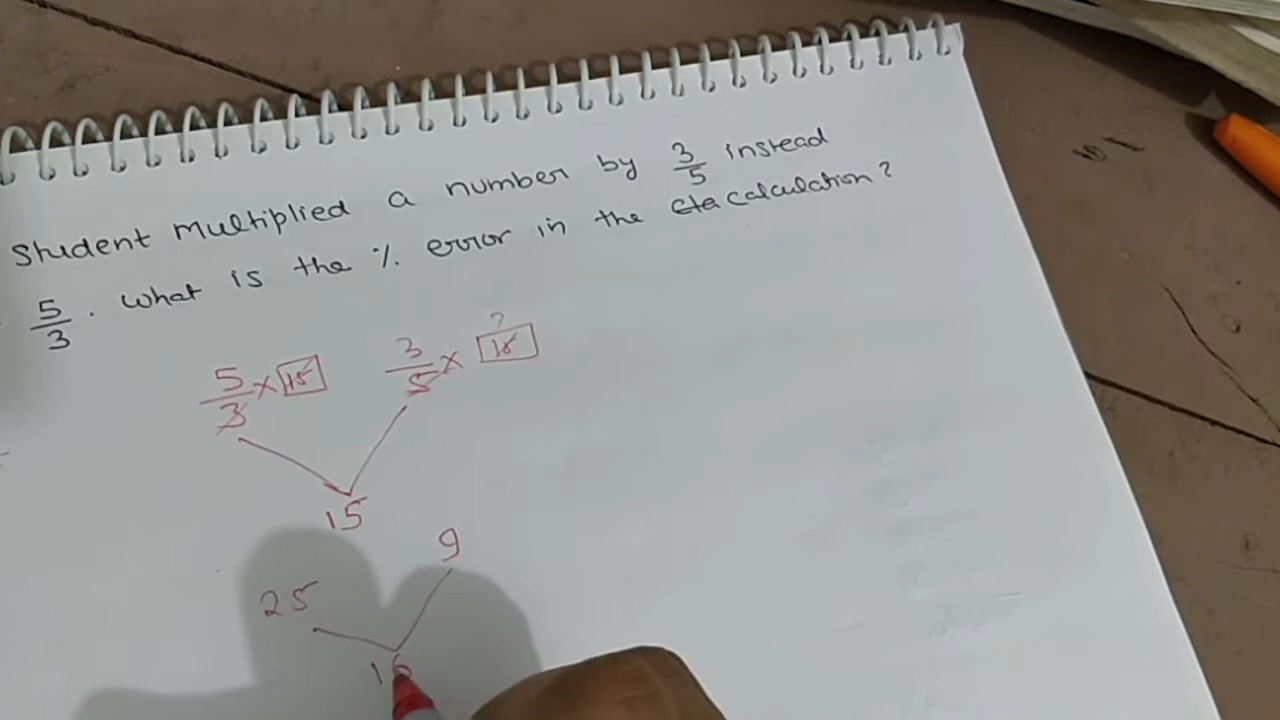 Student Multiplied a number by 3/5 instead
5/3. What is the % error in the calculation?
5/3 × 15 3/5 × 15 ?
15
25 9
16